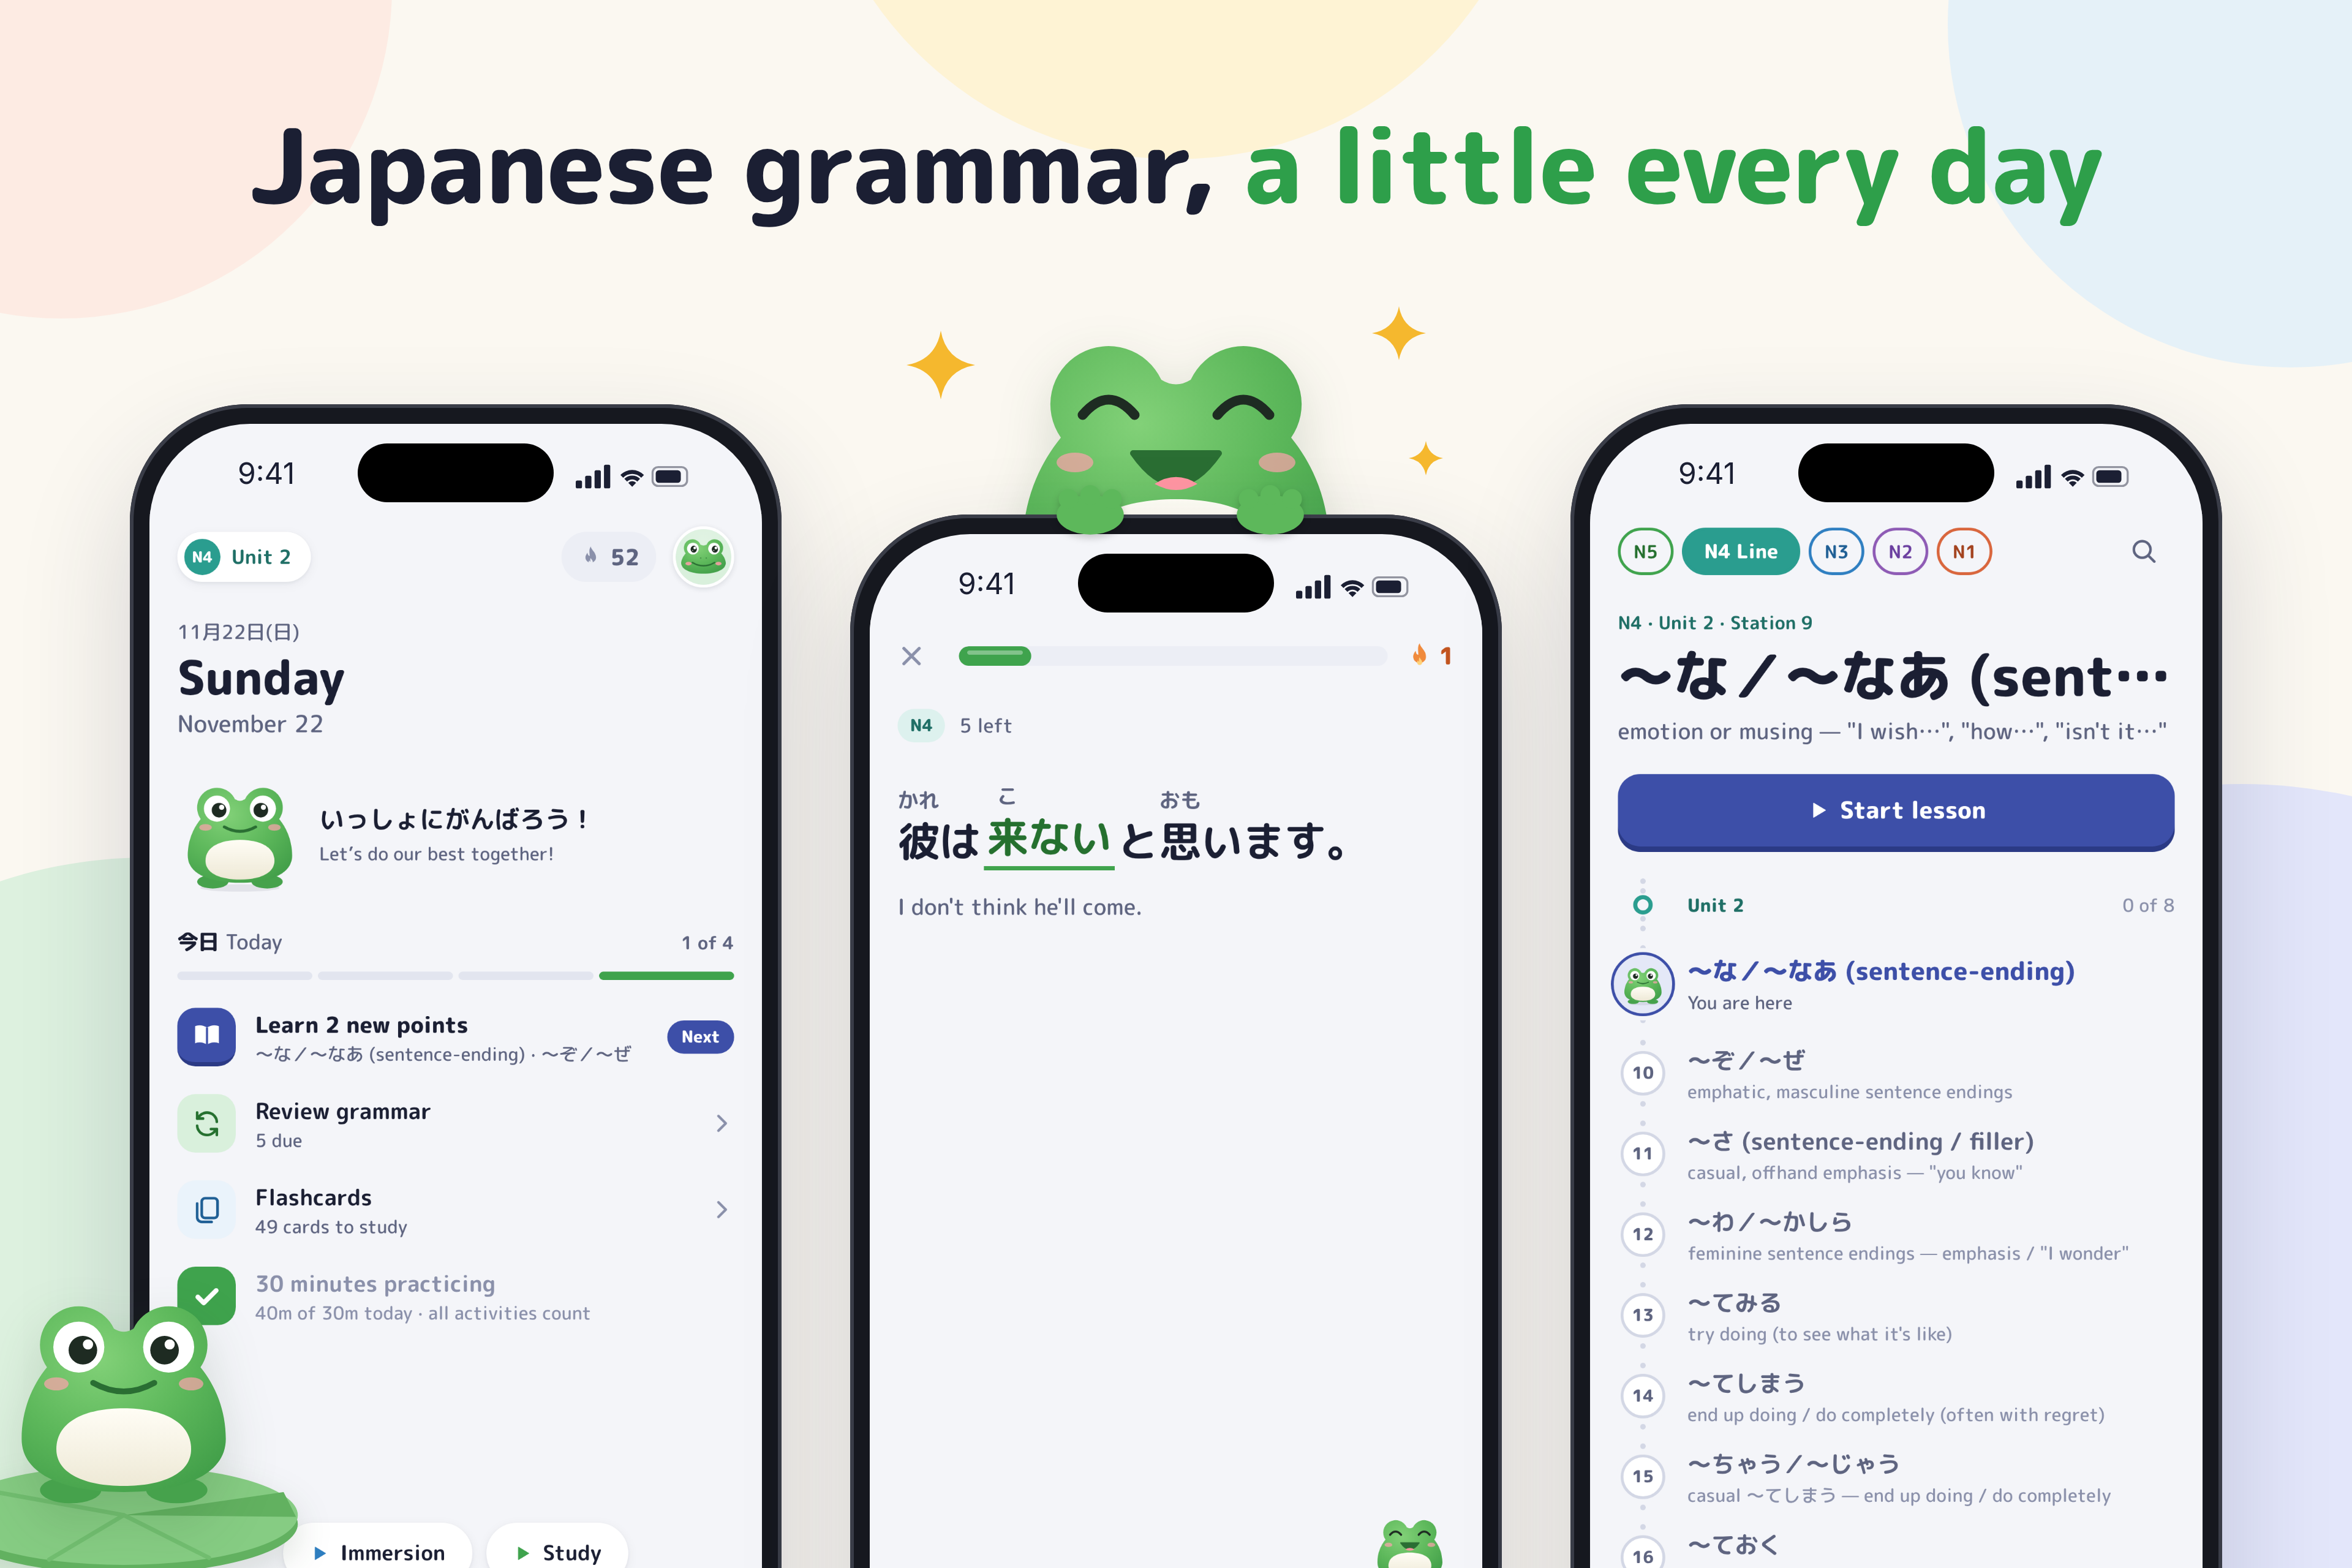 Japanese grammar, a little every day
9:41
N4 Unit 2
52
11月22日(日)
Sunday
November 22
いっしょにがんばろう！
Let's do our best together!
今日 Today
1 of 4
Learn 2 new points
〜な／〜なあ (sentence-ending) · 〜ぞ／〜ぜ
Next
Review grammar
5 due
Flashcards
49 cards to study
30 minutes practicing
40m of 30m today · all activities count
Immersion
Study
9:41
1
N4
5 left
かれ こ おも
彼は来ないと思います。
I don't think he'll come.
9:41
N5 N4 Line N3 N2 N1
N4 · Unit 2 · Station 9
〜な／〜なあ (sent…
emotion or musing — "I wish…", "how…", "isn't it…"
Start lesson
Unit 2
0 of 8
〜な／〜なあ (sentence-ending)
You are here
10 〜ぞ／〜ぜ
emphatic, masculine sentence endings
11 〜さ (sentence-ending / filler)
casual, offhand emphasis — "you know"
12 〜わ／〜かしら
feminine sentence endings — emphasis / "I wonder"
13 〜てみる
try doing (to see what it's like)
14 〜てしまう
end up doing / do completely (often with regret)
15 〜ちゃう／〜じゃう
casual 〜てしまう — end up doing / do completely
16 〜ておく